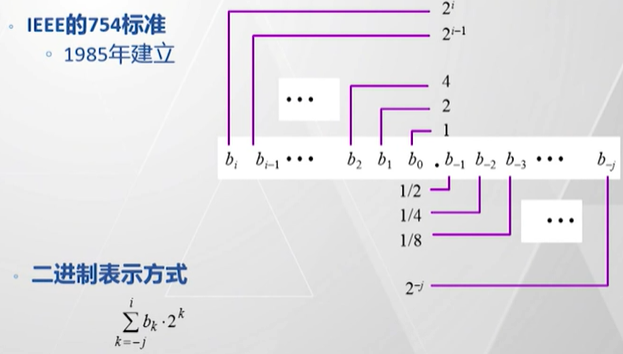 IEEE的754标准
1985年建立
2^i
2^{i-1}
4
2
1
•••
b_i b_{i-1} ••• b_2 b_1 b_0 . b_{-1} b_{-2} b_{-3} ••• b_{-j}
1/2
1/4
1/8
•••
2^{-j}
二进制表示方式
\sum_{k=-j}^{i} b_k \cdot 2^k